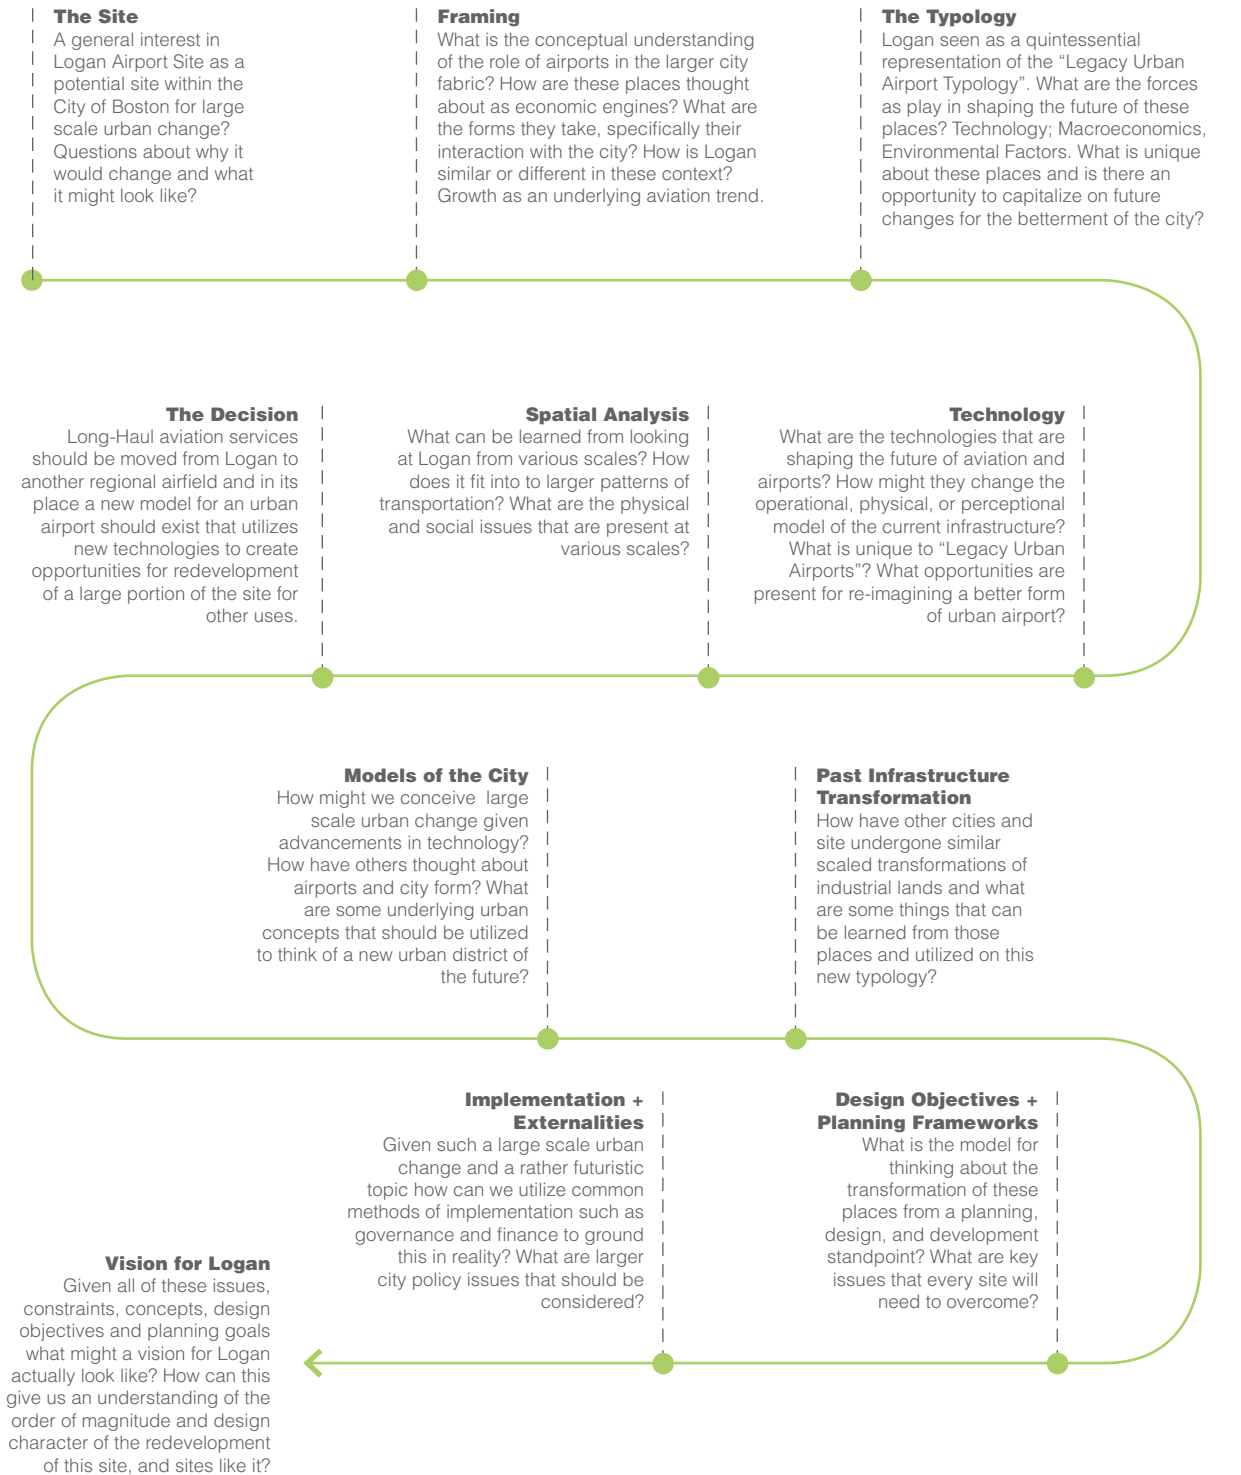 The Site
A general interest in
Logan Airport Site as a
potential site within the
City of Boston for large
scale urban change?
Questions about why it
would change and what
it might look like?
Framing
What is the conceptual understanding
of the role of airports in the larger city
fabric? How are these places thought
about as economic engines? What are
the forms they take, specifically their
interaction with the city? How is Logan
similar or different in these context?
Growth as an underlying aviation trend.
The Typology
Logan seen as a quintessential
representation of the “Legacy Urban
Airport Typology”. What are the forces
as play in shaping the future of these
places? Technology; Macroeconomics,
Environmental Factors. What is unique
about these places and is there an
opportunity to capitalize on future
changes for the betterment of the city?
Technology
What are the technologies that are
shaping the future of aviation and
airports? How might they change the
operational, physical, or perceptional
model of the current infrastructure?
What is unique to “Legacy Urban
Airports”? What opportunities are
present for re-imagining a better form
of urban airport?
Spatial Analysis
What can be learned from looking
at Logan from various scales? How
does it fit into to larger patterns of
transportation? What are the physical
and social issues that are present at
various scales?
The Decision
Long-Haul aviation services
should be moved from Logan to
another regional airfield and in its
place a new model for an urban
airport should exist that utilizes
new technologies to create
opportunities for redevelopment
of a large portion of the site for
other uses.
Models of the City
How might we conceive large
scale urban change given
advancements in technology?
How have others thought about
airports and city form? What
are some underlying urban
concepts that should be utilized
to think of a new urban district of
the future?
Past Infrastructure
Transformation
How have other cities and
site undergone similar
scaled transformations of
industrial lands and what
are some things that can
be learned from those
places and utilized on this
new typology?
Design Objectives +
Planning Frameworks
What is the model for
thinking about the
transformation of these
places from a planning,
design, and development
standpoint? What are key
issues that every site will
need to overcome?
Implementation +
Externalities
Given such a large scale urban
change and a rather futuristic
topic how can we utilize common
methods of implementation such as
governance and finance to ground
this in reality? What are larger
city policy issues that should be
considered?
Vision for Logan
Given all of these issues,
constraints, concepts, design
objectives and planning goals
what might a vision for Logan
actually look like? How can this
give us an understanding of the
order of magnitude and design
character of the redevelopment
of this site, and sites like it?